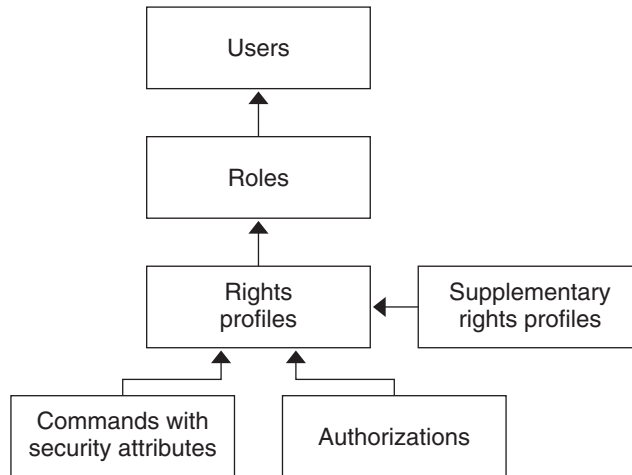 Users
Roles
Rights
profiles
Supplementary
rights profiles
Commands with
security attributes
Authorizations